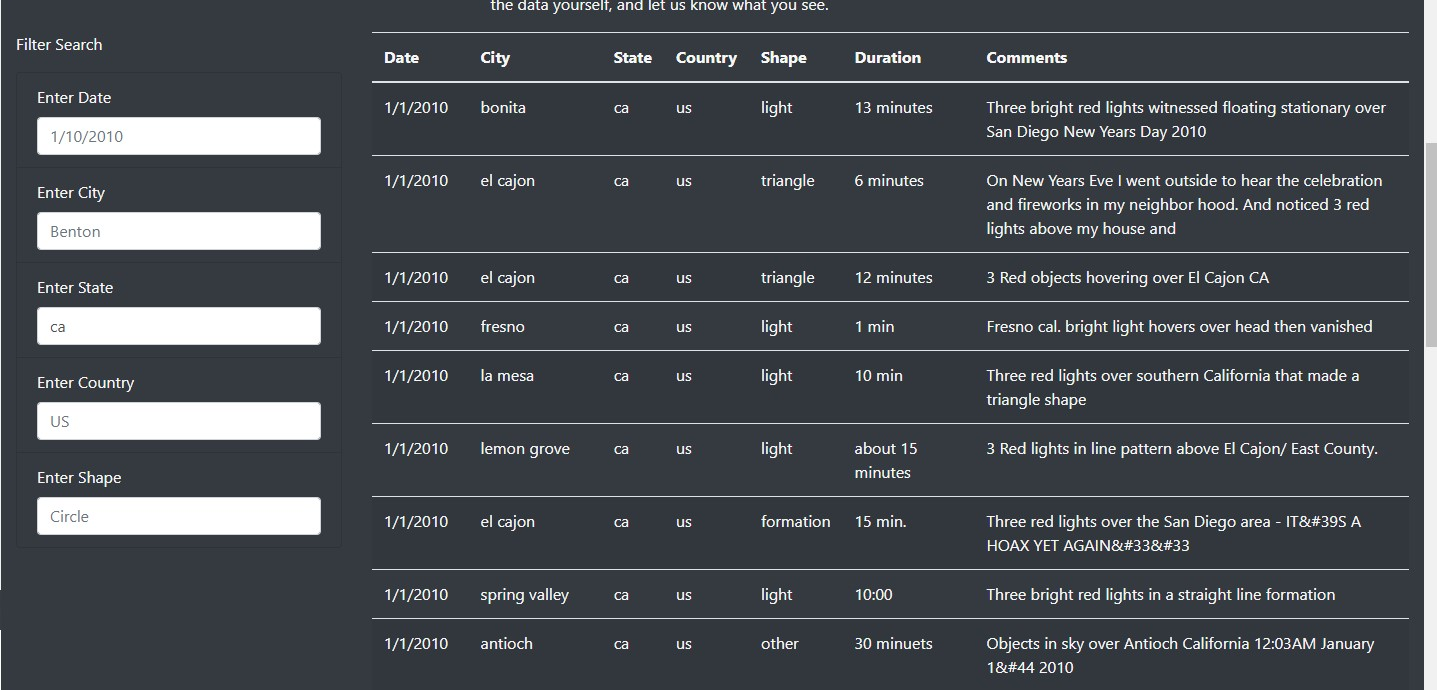 the data yourself, and let us know what you see.
Filter Search
Enter Date
1/10/2010
Enter City
Benton
Enter State
ca
Enter Country
US
Enter Shape
Circle
Date City State Country Shape Duration Comments
1/1/2010 bonita ca us light 13 minutes Three bright red lights witnessed floating stationary over
San Diego New Years Day 2010
1/1/2010 el cajon ca us triangle 6 minutes On New Years Eve I went outside to hear the celebration
and fireworks in my neighbor hood. And noticed 3 red
lights above my house and
1/1/2010 el cajon ca us triangle 12 minutes 3 Red objects hovering over El Cajon CA
1/1/2010 fresno ca us light 1 min Fresno cal. bright light hovers over head then vanished
1/1/2010 la mesa ca us light 10 min Three red lights over southern California that made a
triangle shape
1/1/2010 lemon grove ca us light about 15 3 Red lights in line pattern above El Cajon/ East County.
minutes
1/1/2010 el cajon ca us formation 15 min. Three red lights over the San Diego area - IT&#39S A
HOAX YET AGAIN&#33&#33
1/1/2010 spring valley ca us light 10:00 Three bright red lights in a straight line formation
1/1/2010 antioch ca us other 30 minuets Objects in sky over Antioch California 12:03AM January
1&#44 2010